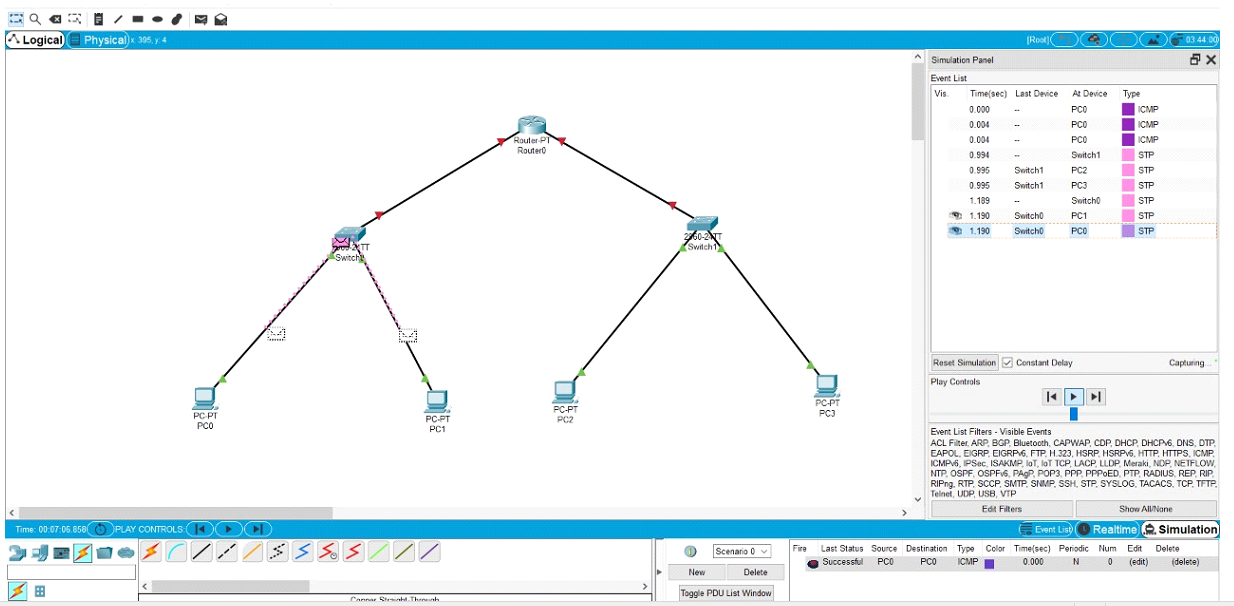 Logical Physical x: 395, y: 4 [Root] 03:44:00
Simulation Panel
Event List
Vis. Time(sec) Last Device At Device Type
0.000 -- PC0 ICMP
0.004 -- PC0 ICMP
0.004 -- PC0 ICMP
0.994 -- Switch1 STP
0.995 Switch1 PC2 STP
0.995 Switch1 PC3 STP
1.189 -- Switch0 STP
1.190 Switch0 PC1 STP
1.190 Switch0 PC0 STP
Router-PT
Router0
2960-24TT
Switch1
PC-PT
PC0
PC-PT
PC1
PC-PT
PC2
PC-PT
PC3
Reset Simulation Constant Delay Capturing...
Play Controls
Event List Filters - Visible Events
ACL Filter, ARP, BGP, Bluetooth, CAPWAP, CDP, DHCP, DHCPv6, DNS, DTP,
EAPOL, EIGRP, EIGRPv6, FTP, H.323, HSRP, HSRPv6, HTTP, HTTPS, ICMP,
ICMPv6, IPSec, ISAKMP, IoT, IoT TCP, LACP, LLDP, Meraki, NDP, NETFLOW,
NTP, OSPF, OSPFv6, PAgP, POP3, PPP, PPPoED, PTP, RADIUS, REP, RIP,
RIPng, RTP, SCCP, SMTP, SNMP, SSH, STP, SYSLOG, TACACS, TCP, TFTP,
Telnet, UDP, USB, VTP
Edit Filters Show All/None
Time: 00:07:06.858 PLAY CONTROLS: Event List Realtime Simulation
Scenario 0
New Delete
Toggle PDU List Window
Fire Last Status Source Destination Type Color Time(sec) Periodic Num Edit Delete
Successful PC0 PC0 ICMP 0.000 N 0 (edit) (delete)
Copper Straight-Through